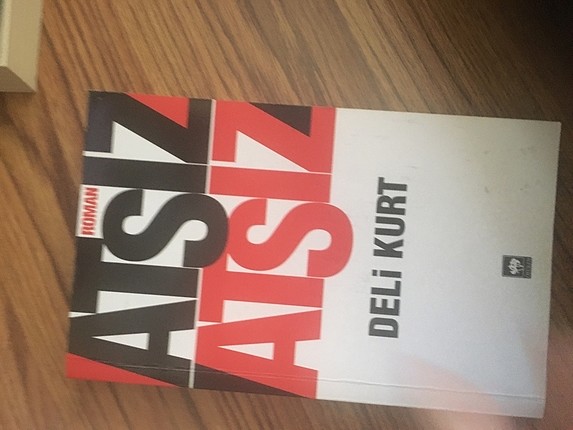 ROMAN
ATSIZ
ATSIZ
DELİ KURT